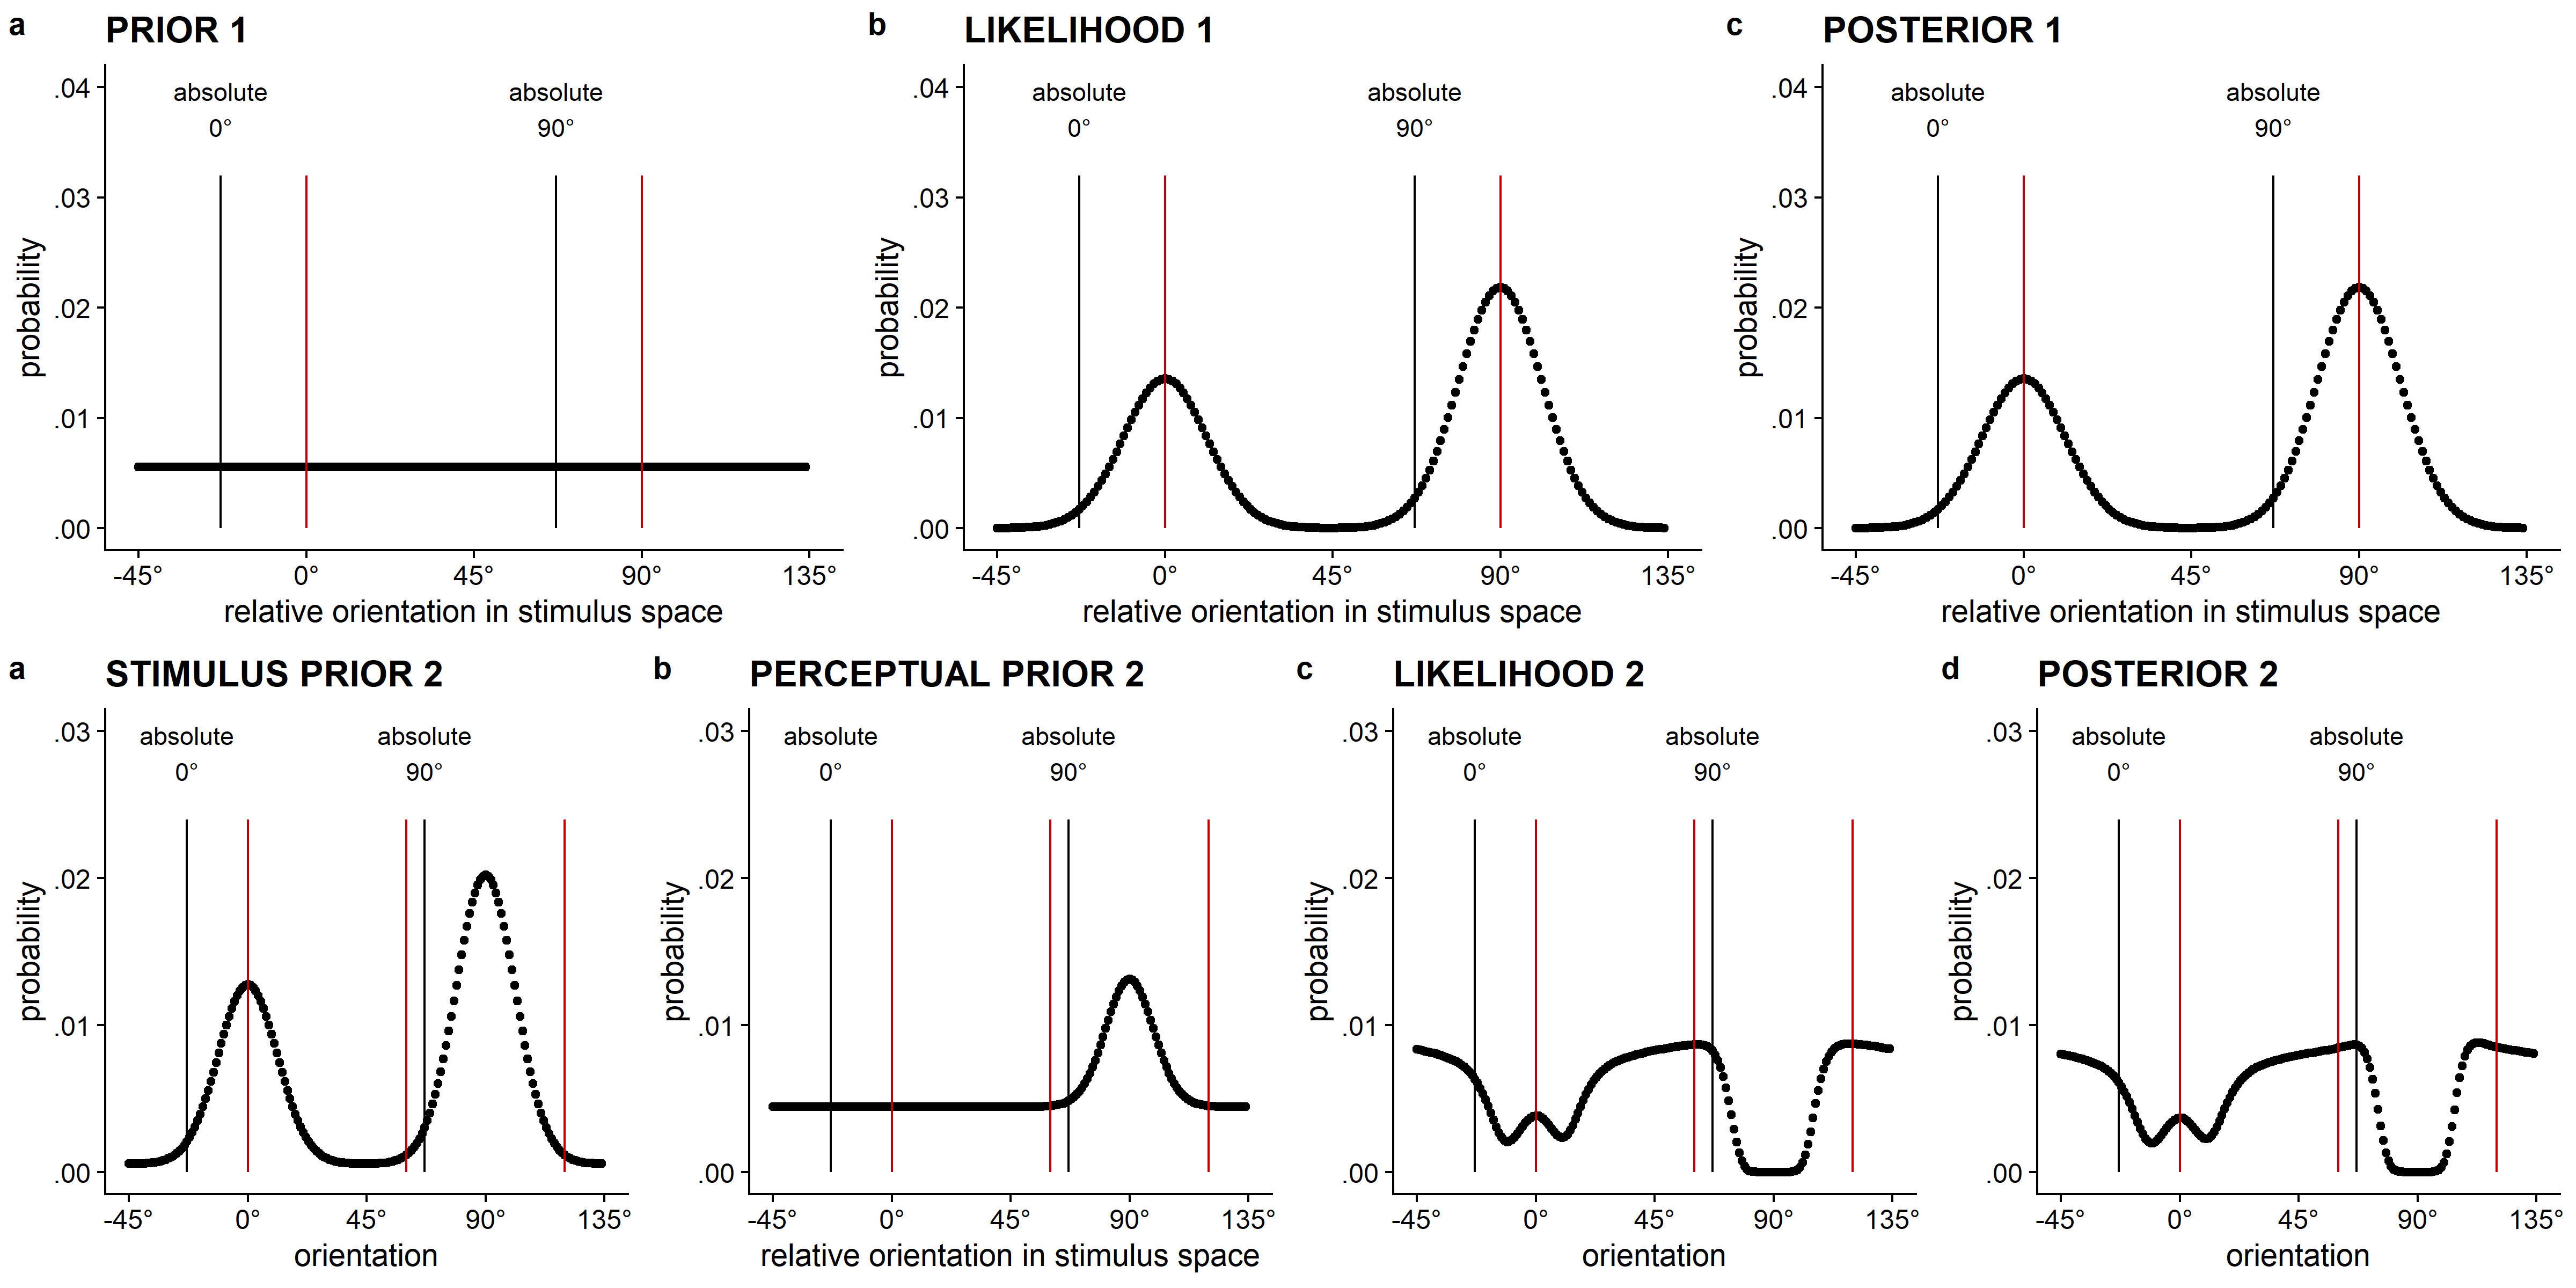 a PRIOR 1
.04
.03
.02
.01
.00
probability
absolute
0°
absolute
90°
-45° 0° 45° 90° 135°
relative orientation in stimulus space
b LIKELIHOOD 1
.04
.03
.02
.01
.00
probability
absolute
0°
absolute
90°
-45° 0° 45° 90° 135°
relative orientation in stimulus space
c POSTERIOR 1
.04
.03
.02
.01
.00
probability
absolute
0°
absolute
90°
-45° 0° 45° 90° 135°
relative orientation in stimulus space
a STIMULUS PRIOR 2
.03
.02
.01
.00
probability
absolute
0°
absolute
90°
-45° 0° 45° 90° 135°
orientation
b PERCEPTUAL PRIOR 2
.03
.02
.01
.00
probability
absolute
0°
absolute
90°
-45° 0° 45° 90° 135°
relative orientation in stimulus space
c LIKELIHOOD 2
.03
.02
.01
.00
probability
absolute
0°
absolute
90°
-45° 0° 45° 90° 135°
orientation
d POSTERIOR 2
.03
.02
.01
.00
probability
absolute
0°
absolute
90°
-45° 0° 45° 90° 135°
orientation